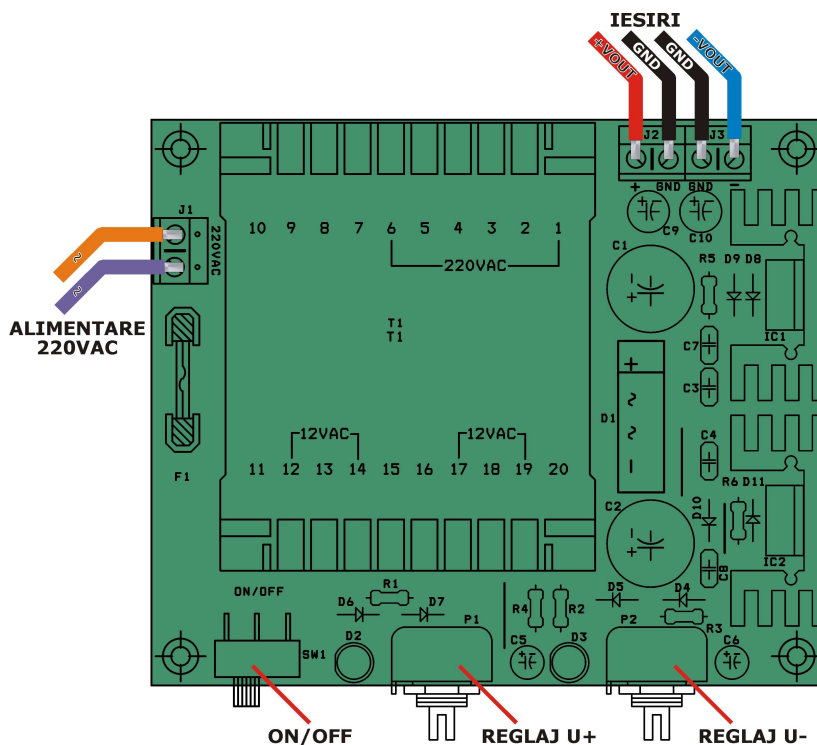 IESIRI
+VOUT GND GND -VOUT
J2 J3
+ GND GND -
C9 C10
J1
220VAC
~
~
ALIMENTARE
220VAC
10 9 8 7 6 5 4 3 2 1
220VAC
T1
T1
C1
R5 D9 D8
IC1
C7
C3
+ ~ ~ -
D1
C4
12VAC 12VAC
11 12 13 14 15 16 17 18 19 20
F1
C2
D10
R6 D11
IC2
C8
ON/OFF
R1
D6 D7
P1
R4 R2
D5 D4
P2
R3
SW1
D2
C5
D3
C6
ON/OFF
REGLAJ U+
REGLAJ U-